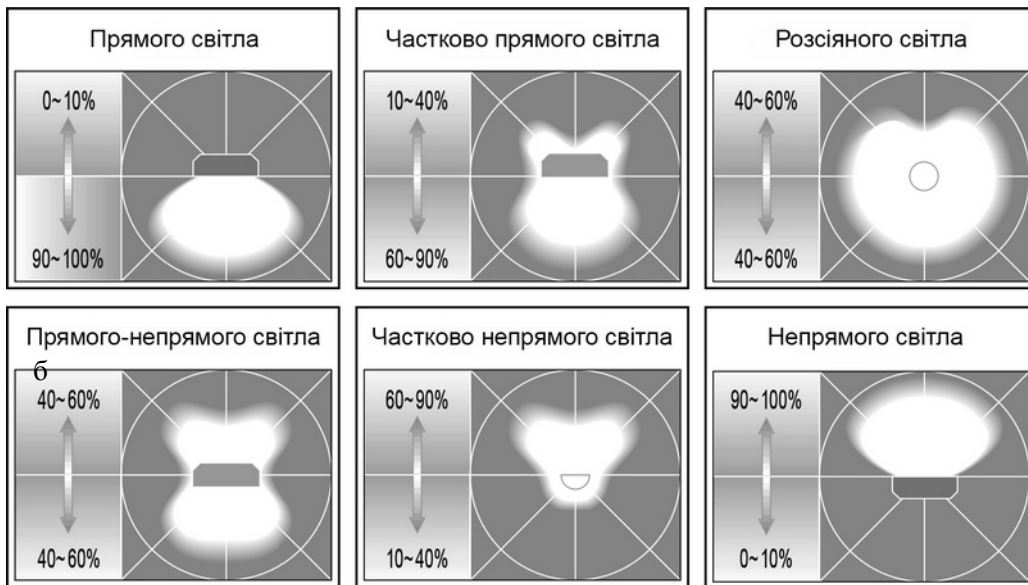 Прямого світла
0~10%
90~100%
Частково прямого світла
10~40%
60~90%
Розсіяного світла
40~60%
40~60%
Прямого-непрямого світла
б
40~60%
40~60%
Частково непрямого світла
60~90%
10~40%
Непрямого світла
90~100%
0~10%